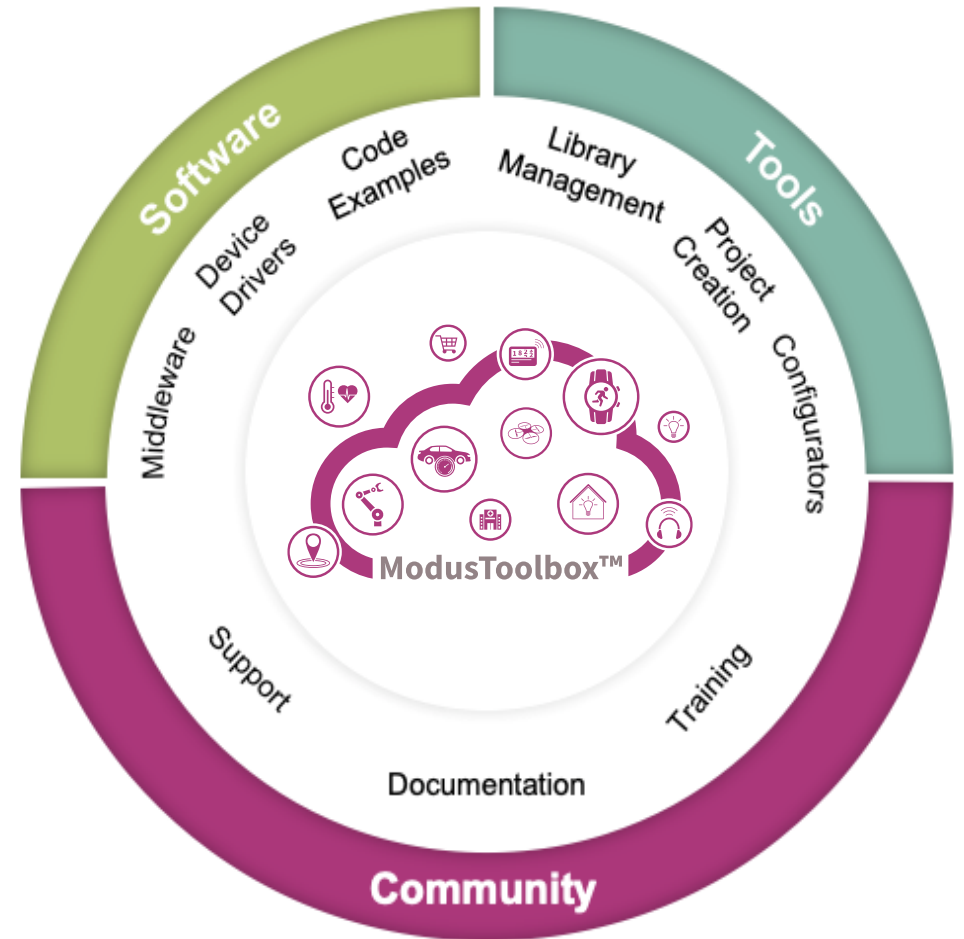 Software
Tools
Code
Examples
Library
Management
Device
Drivers
Project
Creation
Middleware
Configurators
ModusToolbox™
Support
Training
Documentation
Community